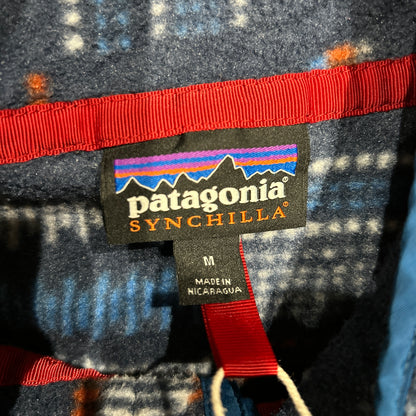 patagonia®
SYNCHILLA®
M
MADE IN
NICARAGUA